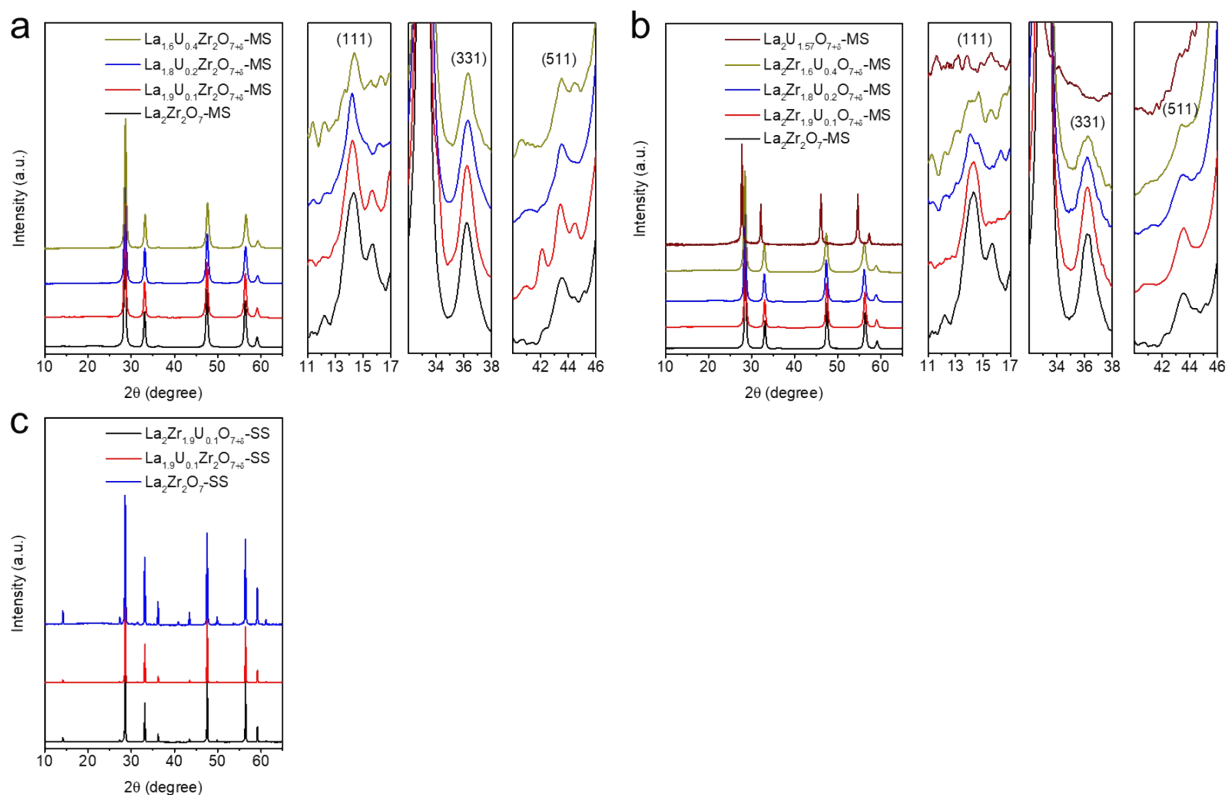 a
La₁.₆U₀.₄Zr₂O₇₊δ-MS
La₁.₈U₀.₂Zr₂O₇₊δ-MS
La₁.₉U₀.₁Zr₂O₇₊δ-MS
La₂Zr₂O₇-MS
Intensity (a.u.)
10 20 30 40 50 60
2θ (degree)
(111)
11 13 15 17
(331)
34 36 38
(511)
42 44 46
b
La₂U₁.₅₇O₇₊δ-MS
La₂Zr₁.₆U₀.₄O₇₊δ-MS
La₂Zr₁.₈U₀.₂O₇₊δ-MS
La₂Zr₁.₉U₀.₁O₇₊δ-MS
La₂Zr₂O₇-MS
Intensity (a.u.)
10 20 30 40 50 60
2θ (degree)
(111)
11 13 15 17
(331)
34 36 38
(511)
42 44 46
c
La₂Zr₁.₉U₀.₁O₇₊δ-SS
La₁.₉U₀.₁Zr₂O₇₊δ-SS
La₂Zr₂O₇-SS
Intensity (a.u.)
10 20 30 40 50 60
2θ (degree)